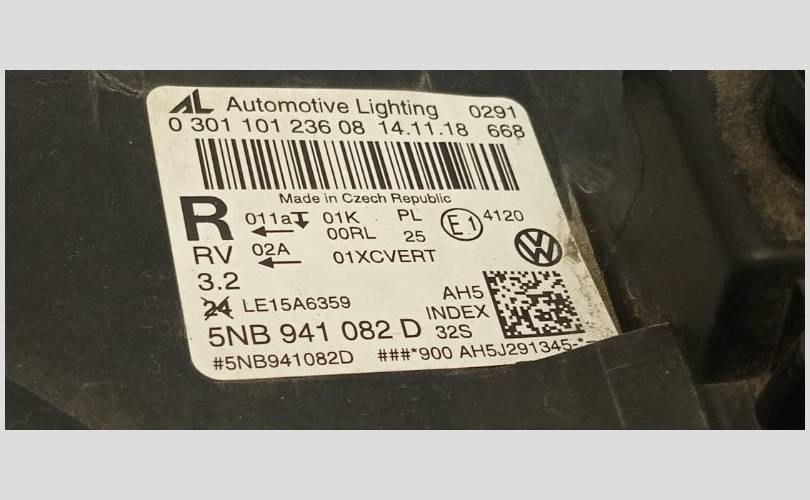 AL Automotive Lighting 0291
0 301 101 236 08 14.11.18 668
Made in Czech Republic
R 011a 01K PL E1 4120
00RL 25
RV 02A 01XCVERT
3.2
24 LE15A6359 AH5
INDEX
5NB 941 082 D 32S
#5NB941082D ###*900 AH5J291345-*